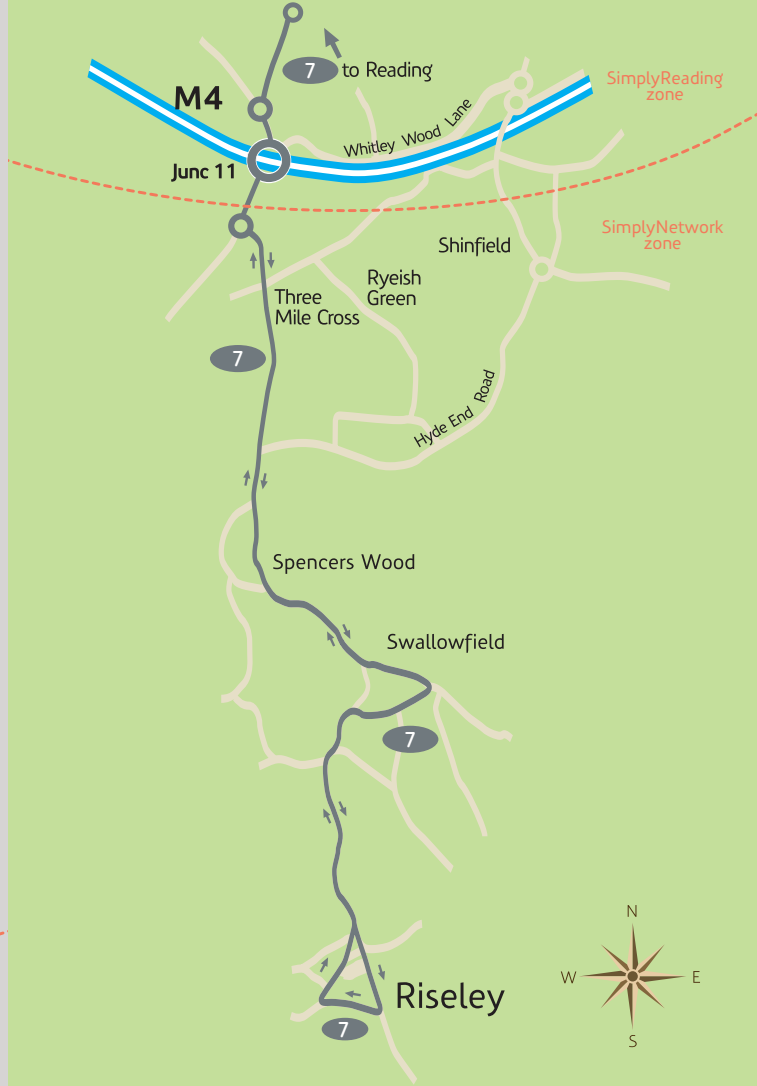 7 to Reading
M4
SimplyReading
zone
Whitley Wood Lane
Junc 11
SimplyNetwork
zone
Shinfield
Ryeish
Green
Three
Mile Cross
7
Hyde End Road
Spencers Wood
Swallowfield
7
N
W E
S
Riseley
7